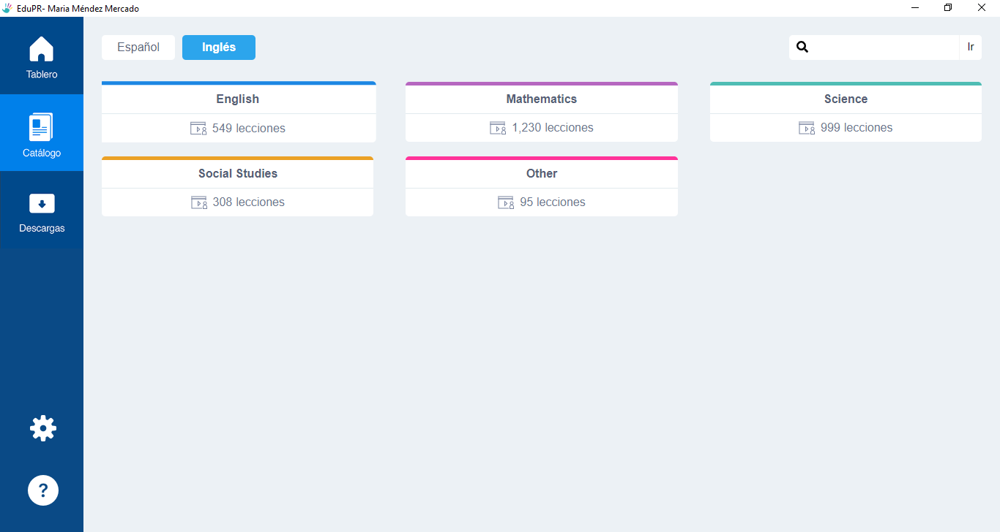 EduPR- Maria Méndez Mercado
Tablero
Catálogo
Descargas
?
Español
Inglés
Ir
English
549 lecciones
Mathematics
1,230 lecciones
Science
999 lecciones
Social Studies
308 lecciones
Other
95 lecciones